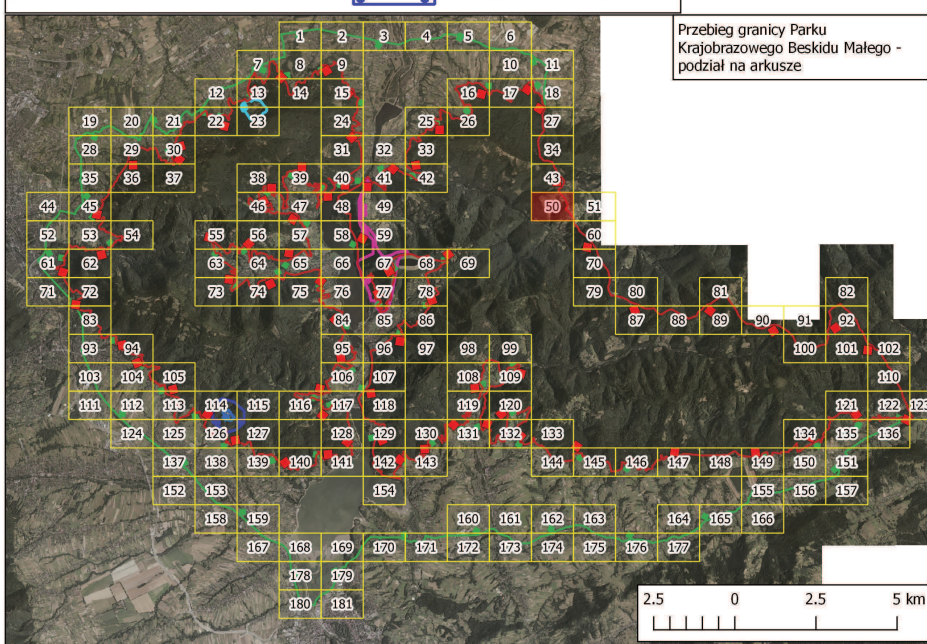 Przebieg granicy Parku
Krajobrazowego Beskidu Małego -
podział na arkusze
1 2 3 4 5 6
7 8 9 10 11
12 13 14 15 16 17 18
19 20 21 22 23 24 25 26 27
28 29 30 31 32 33 34
35 36 37 38 39 40 41 42 43
44 45 46 47 48 49 50 51
52 53 54 55 56 57 58 59 60
61 62 63 64 65 66 67 68 69 70
71 72 73 74 75 76 77 78 79 80 81 82
83 84 85 86 87 88 89 90 91 92
93 94 95 96 97 98 99 100 101 102
103 104 105 106 107 108 109 110
111 112 113 114 115 116 117 118 119 120 121 122 123
124 125 126 127 128 129 130 131 132 133 134 135 136
137 138 139 140 141 142 143 144 145 146 147 148 149 150 151
152 153 154 155 156 157
158 159 160 161 162 163 164 165 166
167 168 169 170 171 172 173 174 175 176 177
178 179
180 181
2.5 0 2.5 5 km